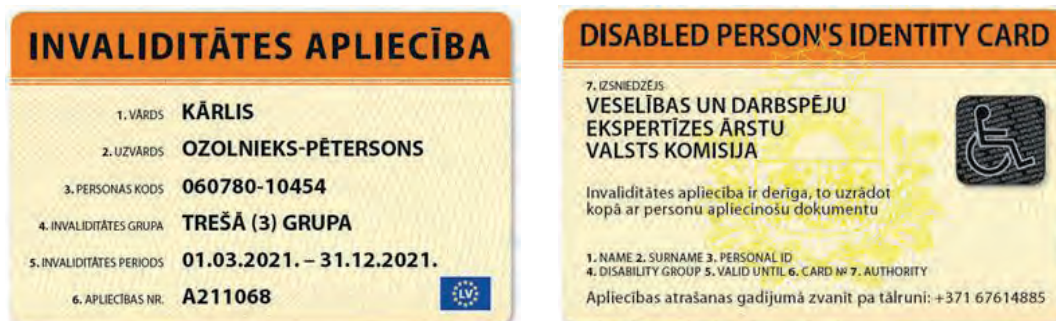 INVALIDITĀTES APLIECĪBA
1. VĀRDS KĀRLIS
2. UZVĀRDS OZOLNIEKS-PĒTERSONS
3. PERSONAS KODS 060780-10454
4. INVALIDITĀTES GRUPA TREŠĀ (3) GRUPA
5. INVALIDITĀTES PERIODS 01.03.2021. – 31.12.2021.
6. APLIECĪBAS NR. A211068
LV
DISABLED PERSON'S IDENTITY CARD
7. IZSNIEDZĒJS
VESELĪBAS UN DARBSPĒJU
EKSPERTĪZES ĀRSTU
VALSTS KOMISIJA
Invaliditātes apliecība ir derīga, to uzrādot
kopā ar personu apliecinošu dokumentu
1. NAME 2. SURNAME 3. PERSONAL ID
4. DISABILITY GROUP 5. VALID UNTIL 6. CARD № 7. AUTHORITY
Apliecības atrašanas gadījumā zvanīt pa tālruni: +371 67614885